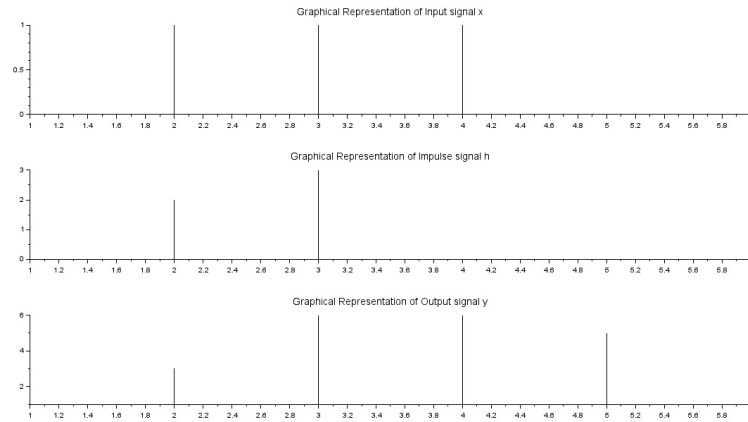 Graphical Representation of Input signal x
1
0.5
0
1 1.2 1.4 1.6 1.8 2 2.2 2.4 2.6 2.8 3 3.2 3.4 3.6 3.8 4 4.2 4.4 4.6 4.8 5 5.2 5.4 5.6 5.8
Graphical Representation of Impulse signal h
3
2
1
0
1 1.2 1.4 1.6 1.8 2 2.2 2.4 2.6 2.8 3 3.2 3.4 3.6 3.8 4 4.2 4.4 4.6 4.8 5 5.2 5.4 5.6 5.8
Graphical Representation of Output signal y
6
4
2
1 1.2 1.4 1.6 1.8 2 2.2 2.4 2.6 2.8 3 3.2 3.4 3.6 3.8 4 4.2 4.4 4.6 4.8 5 5.2 5.4 5.6 5.8